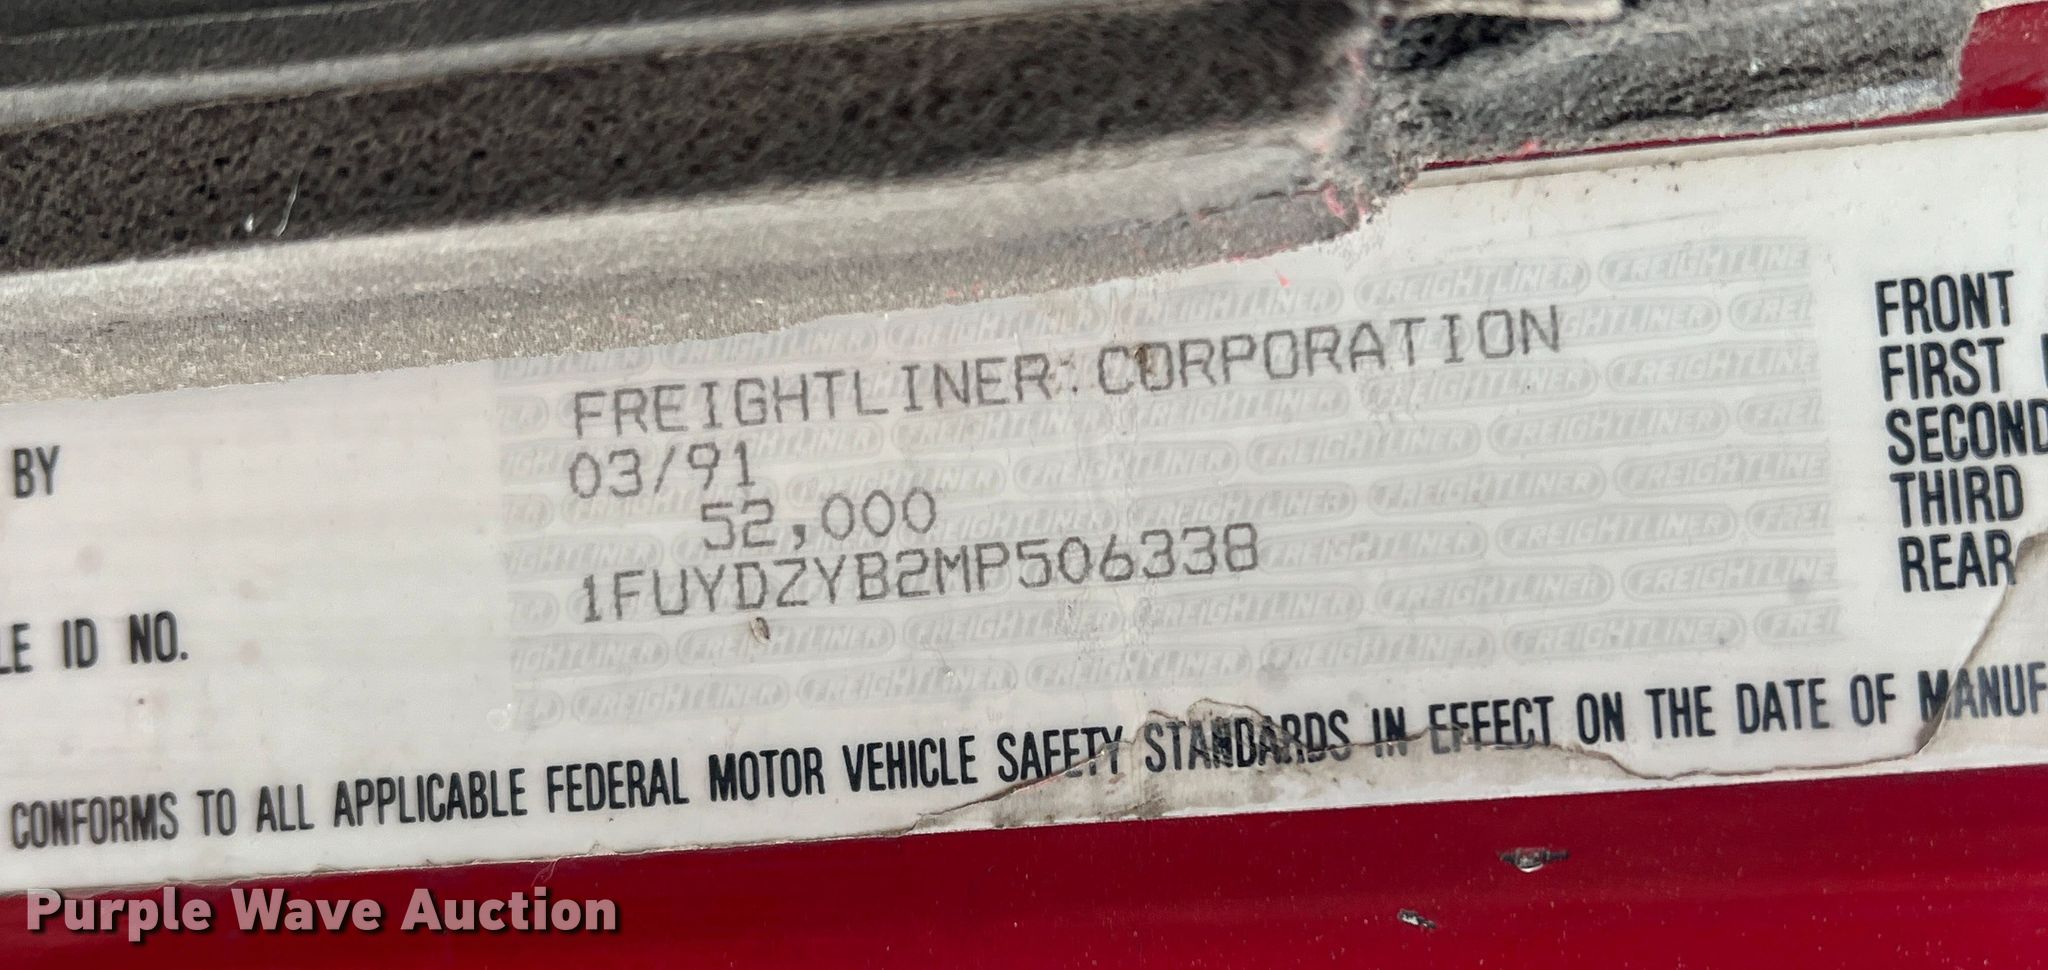 FREIGHTLINER CORPORATION
BY
03/91
52,000
LE ID NO.
1FUYDZYB2MP506338
FRONT
FIRST
SECOND
THIRD
REAR
CONFORMS TO ALL APPLICABLE FEDERAL MOTOR VEHICLE SAFETY STANDARDS IN EFFECT ON THE DATE OF MANUF
Purple Wave Auction